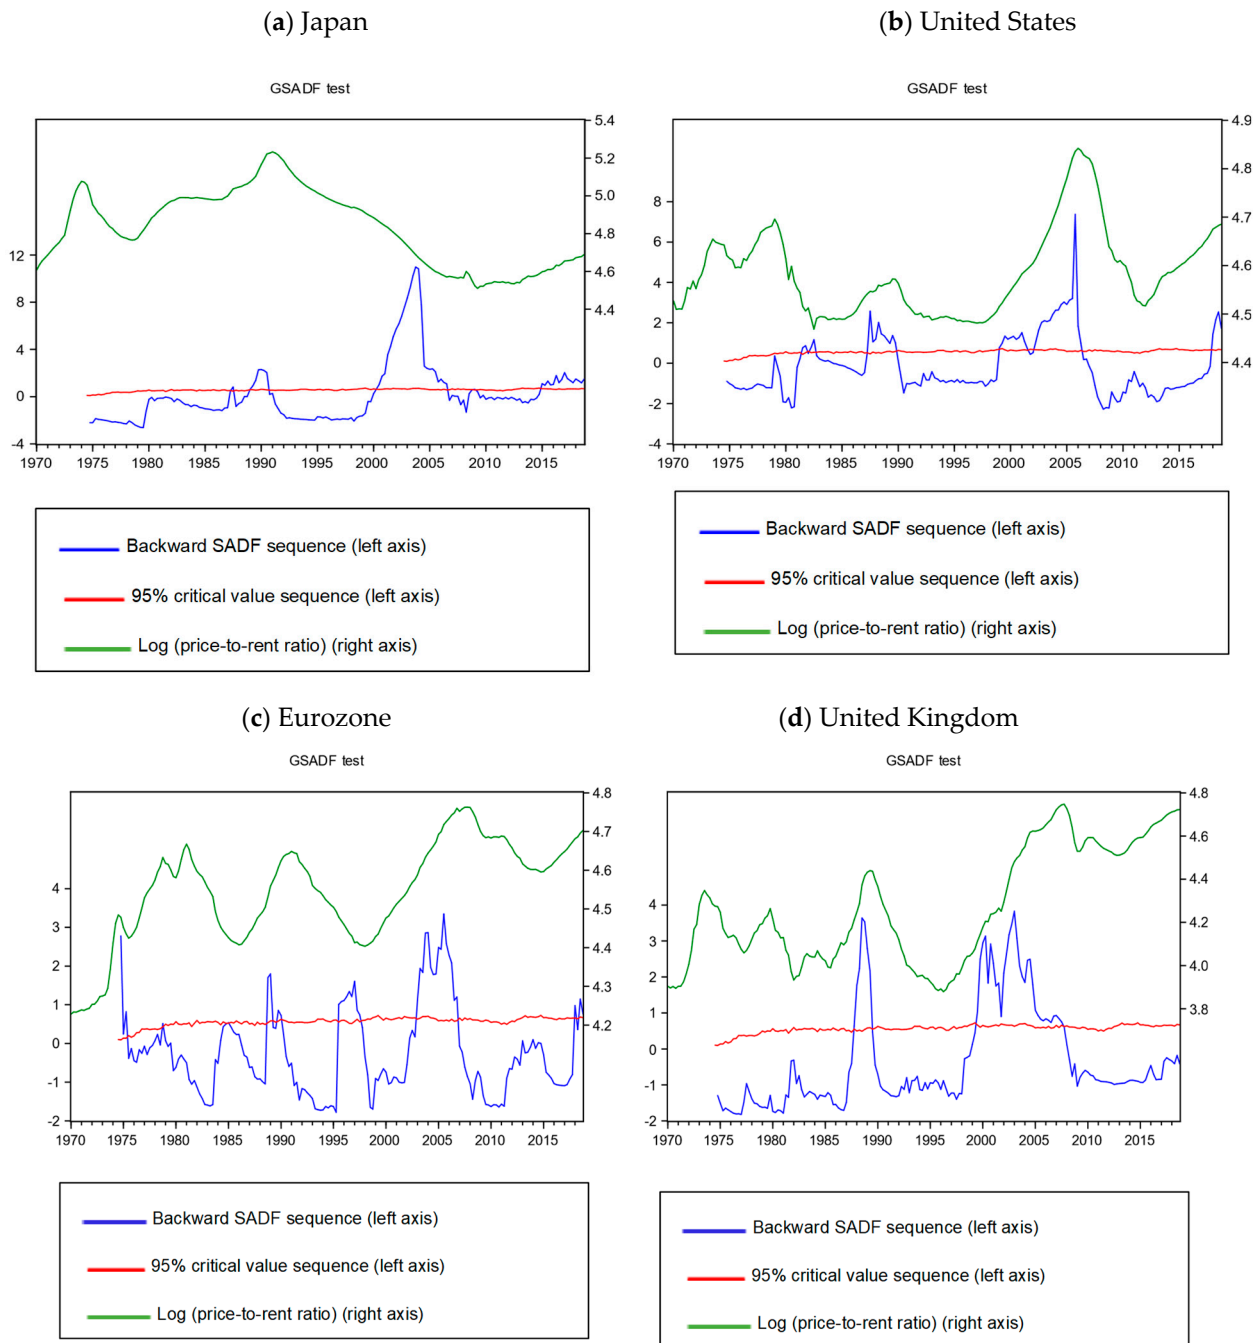 (a) Japan
(b) United States
GSADF test
5.4
5.2
5.0
4.8
4.6
4.4
12
8
4
0
-4
1970 1975 1980 1985 1990 1995 2000 2005 2010 2015
GSADF test
4.9
4.8
4.7
4.6
4.5
4.4
8
6
4
2
0
-2
-4
1970 1975 1980 1985 1990 1995 2000 2005 2010 2015
Backward SADF sequence (left axis)
95% critical value sequence (left axis)
Log (price-to-rent ratio) (right axis)
Backward SADF sequence (left axis)
95% critical value sequence (left axis)
Log (price-to-rent ratio) (right axis)
(c) Eurozone
(d) United Kingdom
GSADF test
4.8
4.7
4.6
4.5
4.4
4.3
4.2
4
3
2
1
0
-1
-2
1970 1975 1980 1985 1990 1995 2000 2005 2010 2015
GSADF test
4.8
4.6
4.4
4.2
4.0
3.8
4
3
2
1
0
-1
-2
1970 1975 1980 1985 1990 1995 2000 2005 2010 2015
Backward SADF sequence (left axis)
95% critical value sequence (left axis)
Log (price-to-rent ratio) (right axis)
Backward SADF sequence (left axis)
95% critical value sequence (left axis)
Log (price-to-rent ratio) (right axis)